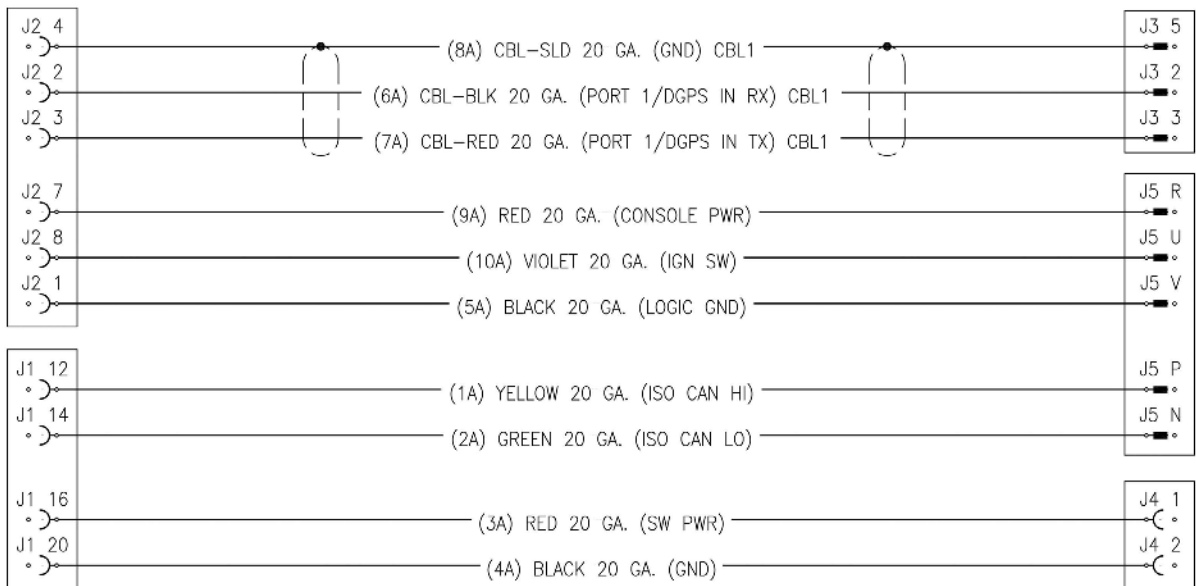 J2 4 (8A) CBL-SLD 20 GA. (GND) CBL1 J3 5
J2 2 (6A) CBL-BLK 20 GA. (PORT 1/DGPS IN RX) CBL1 J3 2
J2 3 (7A) CBL-RED 20 GA. (PORT 1/DGPS IN TX) CBL1 J3 3
J2 7 (9A) RED 20 GA. (CONSOLE PWR) J5 R
J2 8 (10A) VIOLET 20 GA. (IGN SW) J5 U
J2 1 (5A) BLACK 20 GA. (LOGIC GND) J5 V
J1 12 (1A) YELLOW 20 GA. (ISO CAN HI) J5 P
J1 14 (2A) GREEN 20 GA. (ISO CAN LO) J5 N
J1 16 (3A) RED 20 GA. (SW PWR) J4 1
J1 20 (4A) BLACK 20 GA. (GND) J4 2